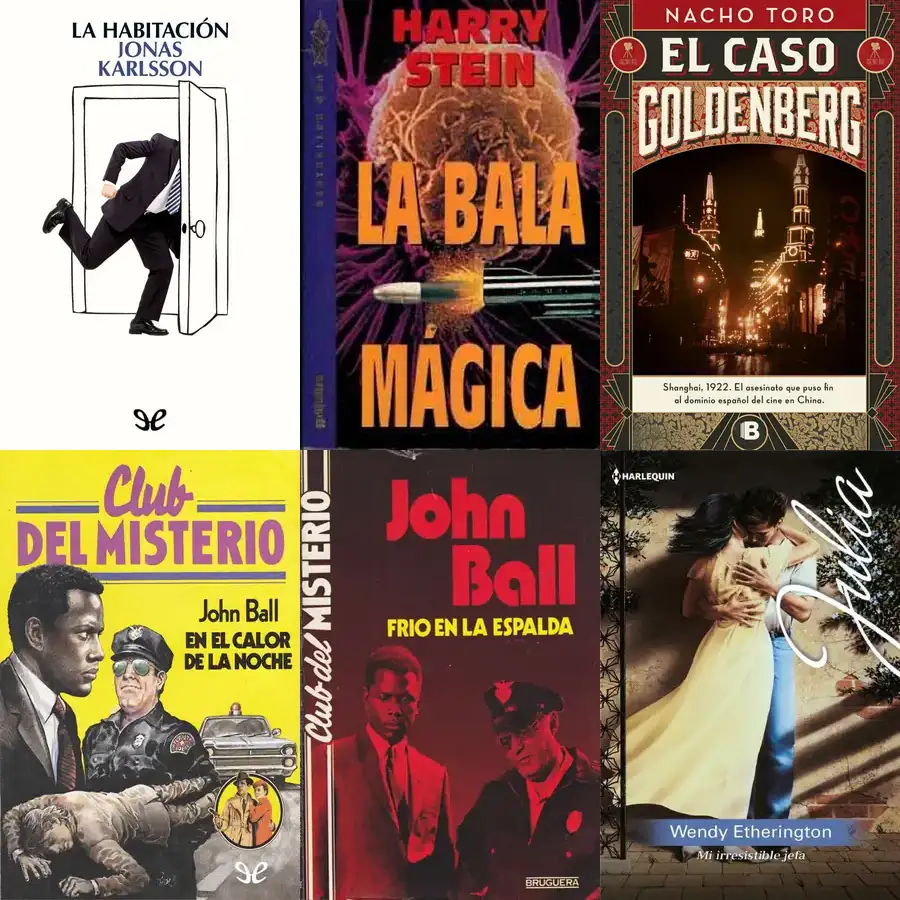 LA HABITACIÓN
JONAS
KARLSSON
HARRY
STEIN
LA BALA
MÁGICA
NACHO TORO
EL CASO
GOLDENBERG
Shanghai, 1922. El asesinato que puso fin
al dominio español del cine en China.
B
Club
DEL MISTERIO
John Ball
EN EL CALOR
DE LA NOCHE
Club del MISTERIO
John
Ball
FRIO EN LA ESPALDA
BRUGUERA
HARLEQUIN
Julia
Wendy Etherington
Mi irresistible jefa